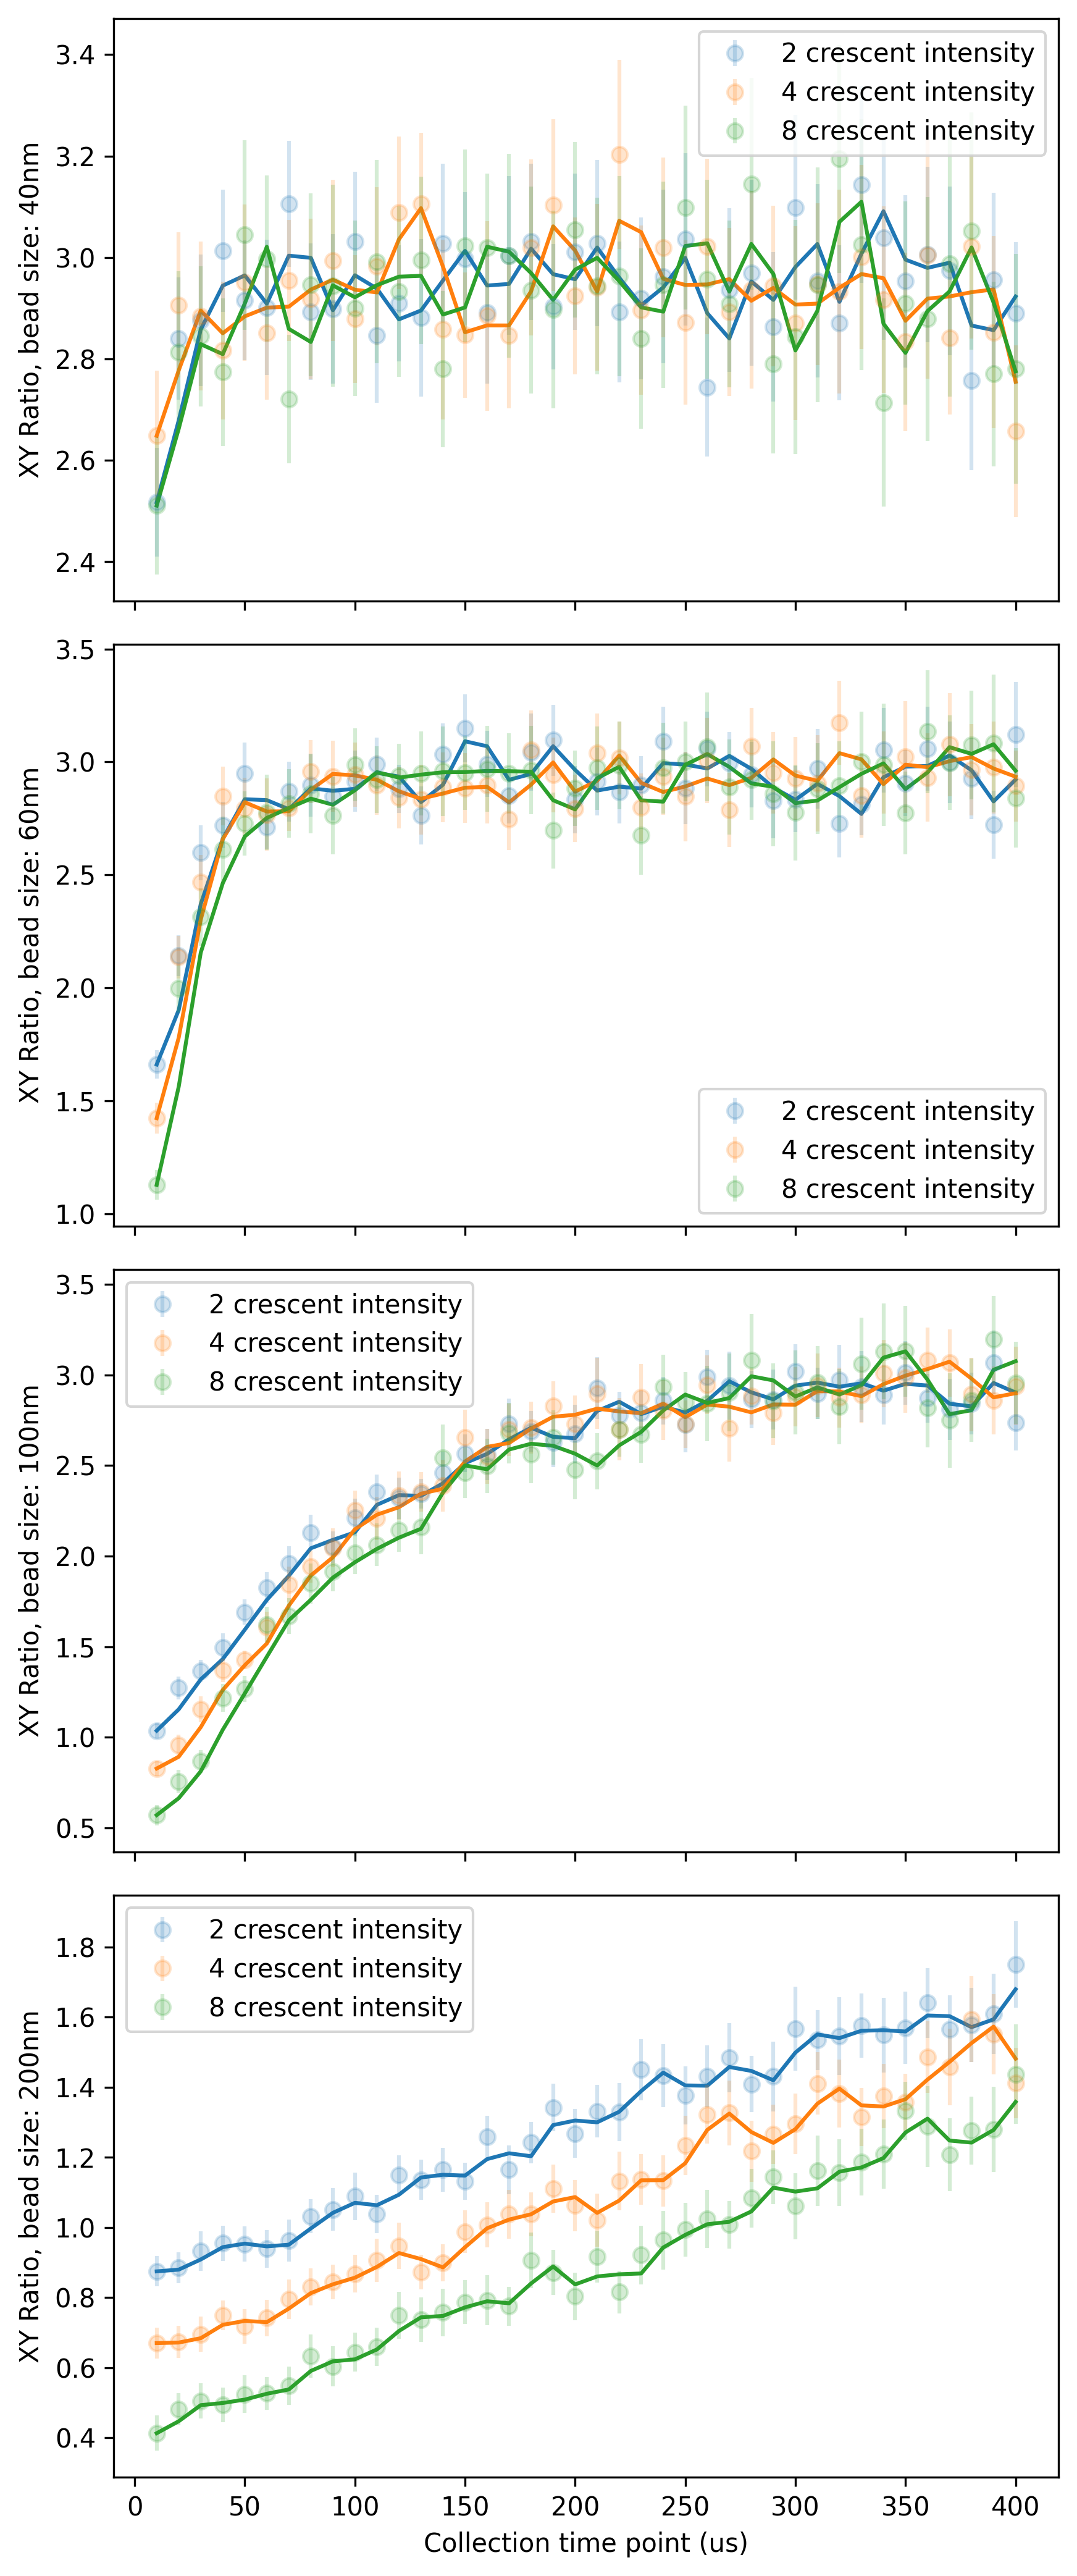 XY Ratio, bead size: 40nm
3.4
3.2
3.0
2.8
2.6
2.4
2 crescent intensity
4 crescent intensity
8 crescent intensity
XY Ratio, bead size: 60nm
3.5
3.0
2.5
2.0
1.5
1.0
2 crescent intensity
4 crescent intensity
8 crescent intensity
XY Ratio, bead size: 100nm
3.5
3.0
2.5
2.0
1.5
1.0
0.5
2 crescent intensity
4 crescent intensity
8 crescent intensity
XY Ratio, bead size: 200nm
1.8
1.6
1.4
1.2
1.0
0.8
0.6
0.4
2 crescent intensity
4 crescent intensity
8 crescent intensity
0 50 100 150 200 250 300 350 400
Collection time point (us)